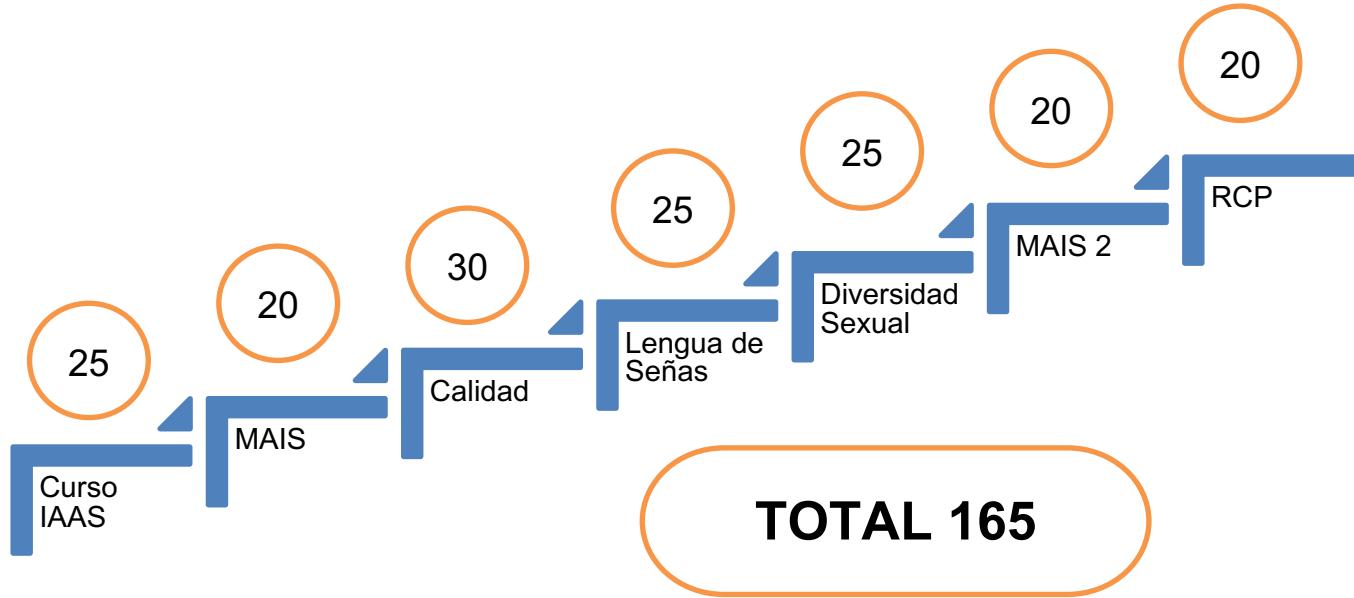 25
Curso
IAAS
20
MAIS
30
Calidad
25
Lengua de
Señas
25
Diversidad
Sexual
20
MAIS 2
20
RCP
TOTAL 165